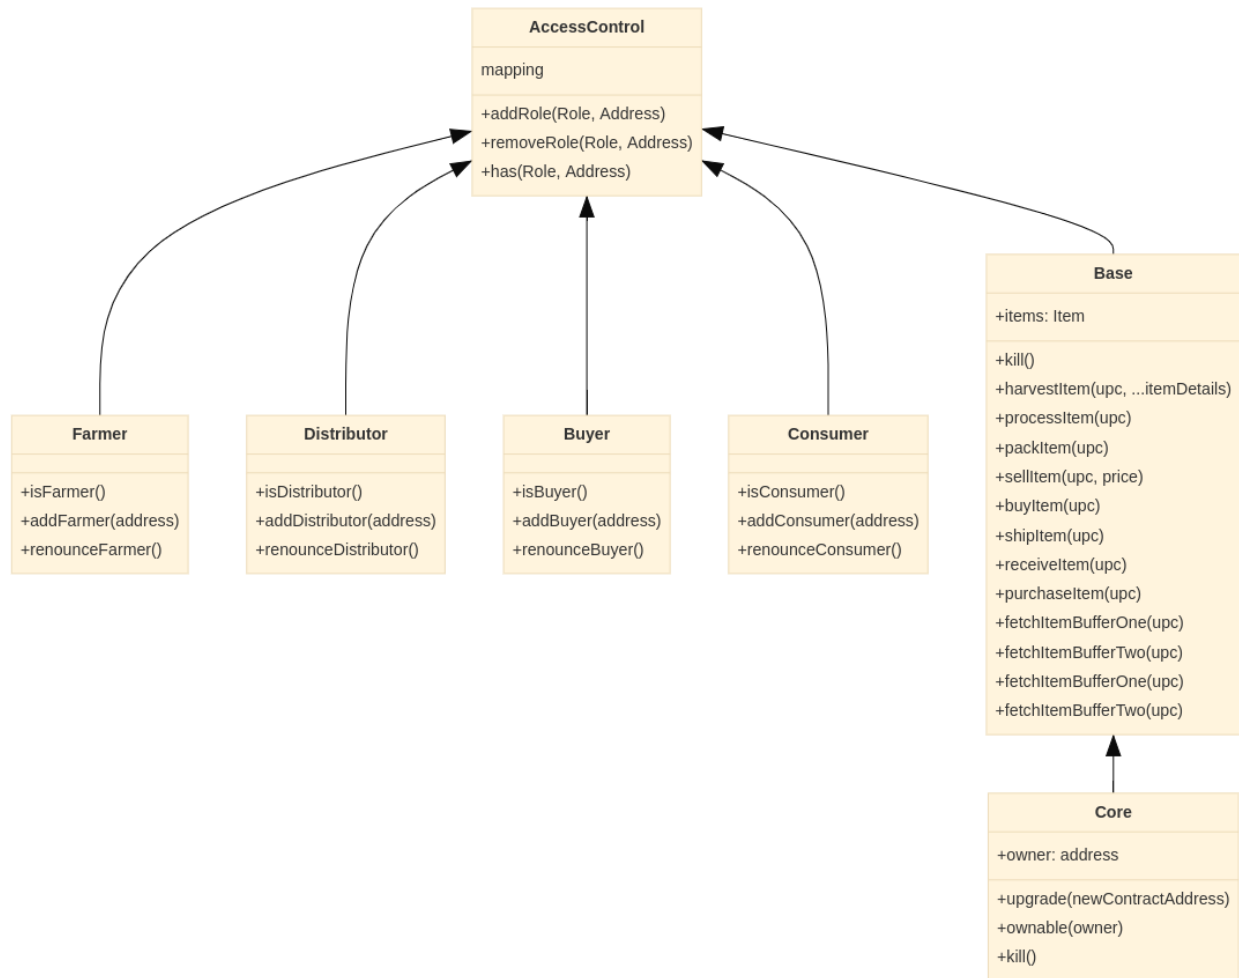 AccessControl
mapping
+addRole(Role, Address)
+removeRole(Role, Address)
+has(Role, Address)
Farmer
+isFarmer()
+addFarmer(address)
+renounceFarmer()
Distributor
+isDistributor()
+addDistributor(address)
+renounceDistributor()
Buyer
+isBuyer()
+addBuyer(address)
+renounceBuyer()
Consumer
+isConsumer()
+addConsumer(address)
+renounceConsumer()
Base
+items: Item
+kill()
+harvestItem(upc, ...itemDetails)
+processItem(upc)
+packItem(upc)
+sellItem(upc, price)
+buyItem(upc)
+shipItem(upc)
+receiveItem(upc)
+purchaseItem(upc)
+fetchItemBufferOne(upc)
+fetchItemBufferTwo(upc)
+fetchItemBufferOne(upc)
+fetchItemBufferTwo(upc)
Core
+owner: address
+upgrade(newContractAddress)
+ownable(owner)
+kill()